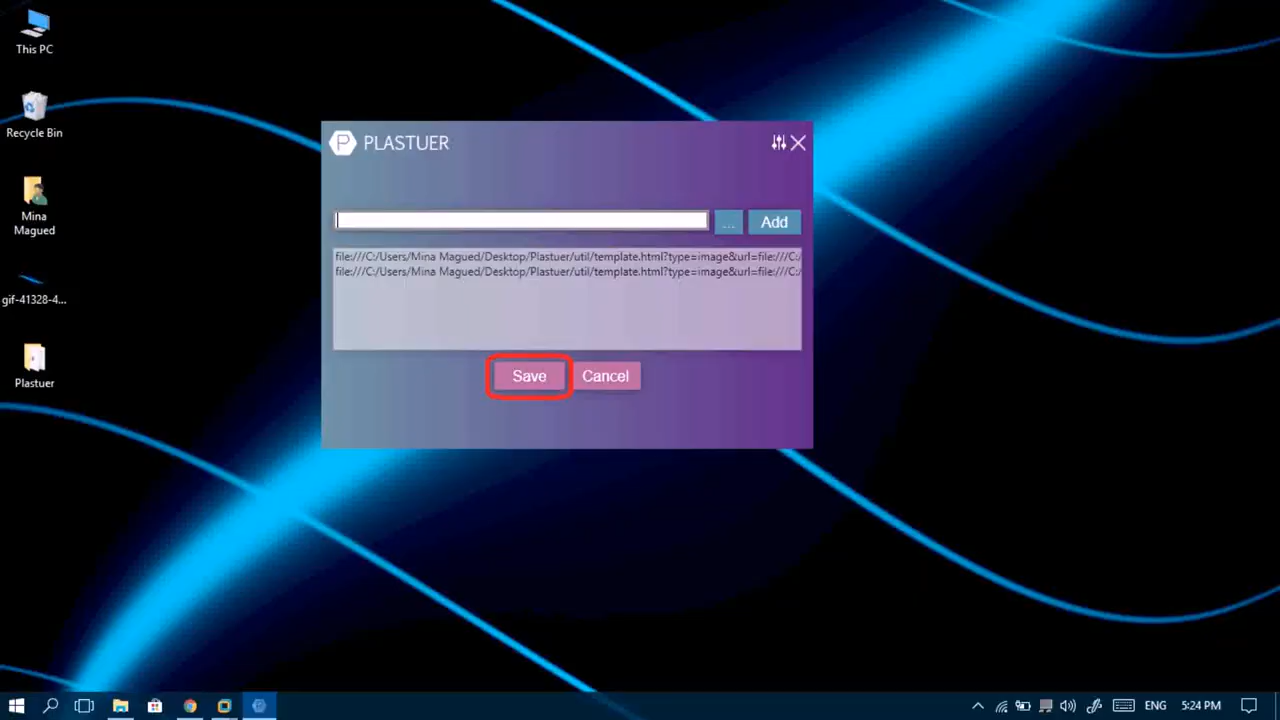 This PC
Recycle Bin
Mina
Magued
gif-41328-4...
Plastuer
P PLASTUER
... Add
file:///C:/Users/Mina Magued/Desktop/Plastuer/util/template.html?type=image&url=file:///C:/
file:///C:/Users/Mina Magued/Desktop/Plastuer/util/template.html?type=image&url=file:///C:/
Save Cancel
ENG 5:24 PM